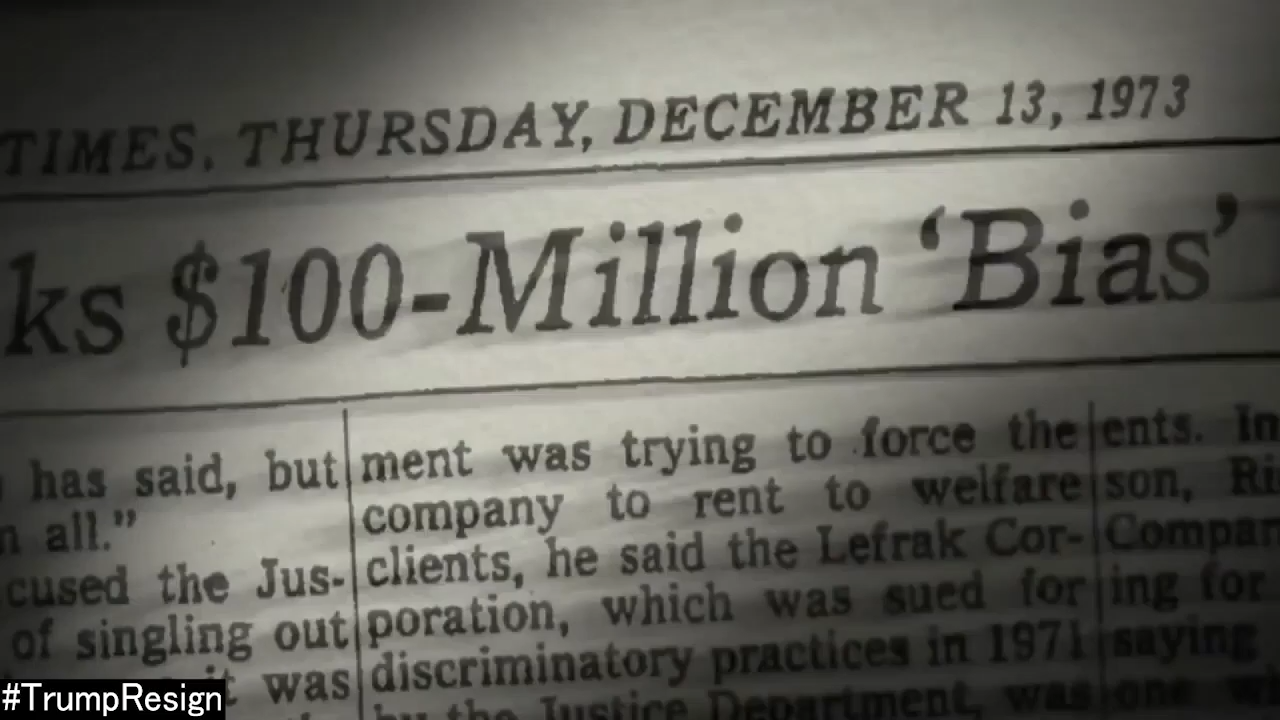 TIMES, THURSDAY, DECEMBER 13, 1973
ks $100-Million ‘Bias’
has said, but
n all.”
cused the Jus-
of singling out
it was
ment was trying to force the
company to rent to welfare
clients, he said the Lefrak Cor-
poration, which was sued for
discriminatory practices in 1971
by the Justice Department, was
ents. In
son, Ri
Compan
ing for
saying
one wi
#TrumpResign